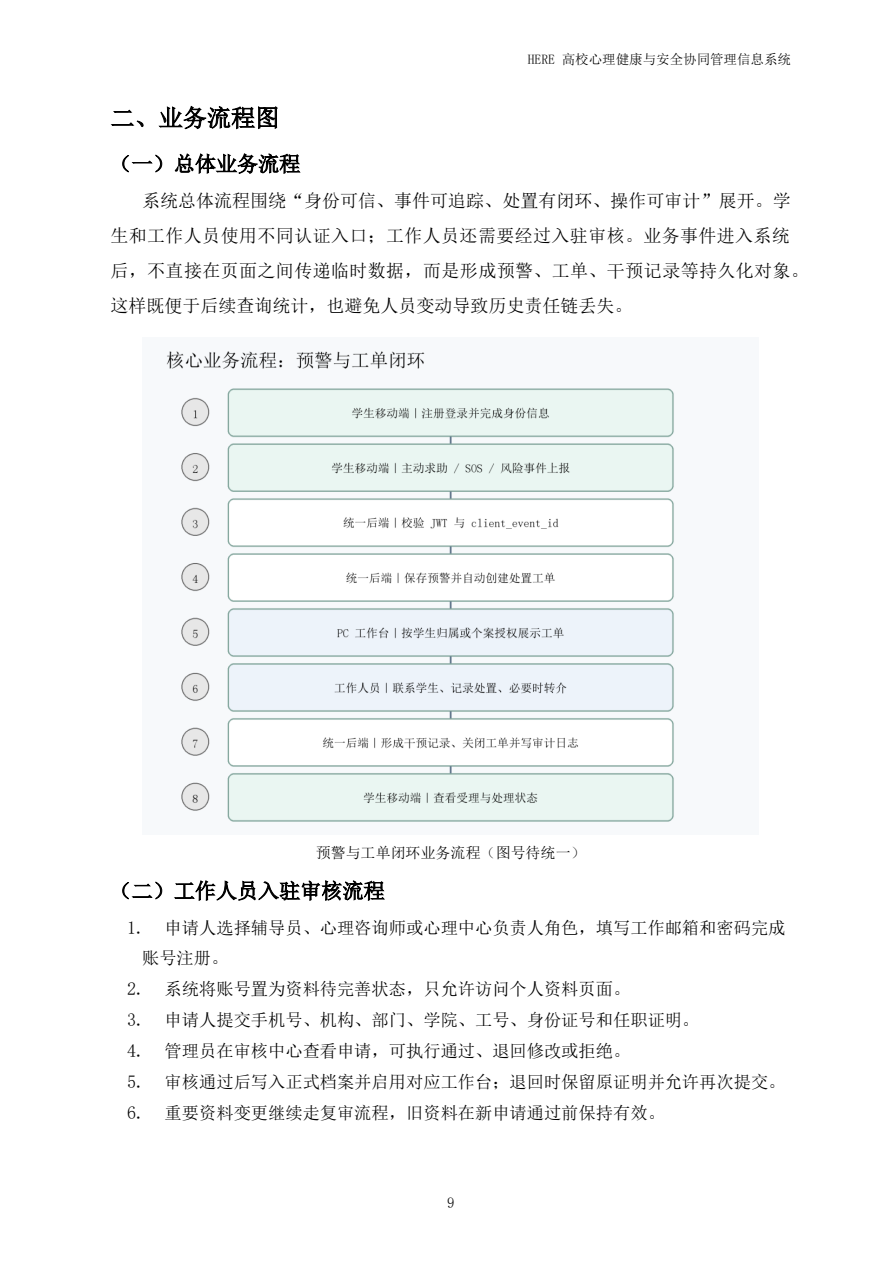 HERE 高校心理健康与安全协同管理信息系统
二、业务流程图
（一）总体业务流程
系统总体流程围绕“身份可信、事件可追踪、处置有闭环、操作可审计”展开。学
生和工作人员使用不同认证入口；工作人员还需要经过入驻审核。业务事件进入系统
后，不直接在页面之间传递临时数据，而是形成预警、工单、干预记录等持久化对象。
这样既便于后续查询统计，也避免人员变动导致历史责任链丢失。
核心业务流程：预警与工单闭环
1 学生移动端｜注册登录并完成身份信息
2 学生移动端｜主动求助 / SOS / 风险事件上报
3 统一后端｜校验 JWT 与 client_event_id
4 统一后端｜保存预警并自动创建处置工单
5 PC 工作台｜按学生归属或个案授权展示工单
6 工作人员｜联系学生、记录处置、必要时转介
7 统一后端｜形成干预记录、关闭工单并写审计日志
8 学生移动端｜查看受理与处理状态
预警与工单闭环业务流程（图号待统一）
（二）工作人员入驻审核流程
1. 申请人选择辅导员、心理咨询师或心理中心负责人角色，填写工作邮箱和密码完成
账号注册。
2. 系统将账号置为资料待完善状态，只允许访问个人资料页面。
3. 申请人提交手机号、机构、部门、学院、工号、身份证号和任职证明。
4. 管理员在审核中心查看申请，可执行通过、退回修改或拒绝。
5. 审核通过后写入正式档案并启用对应工作台；退回时保留原证明并允许再次提交。
6. 重要资料变更继续走复审流程，旧资料在新申请通过前保持有效。
9